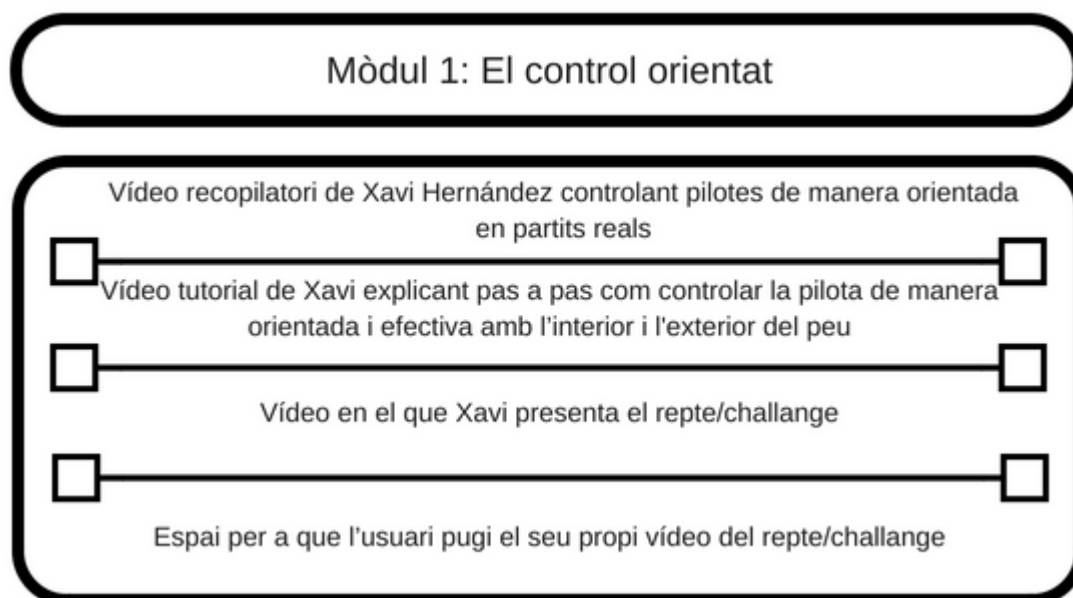 Mòdul 1: El control orientat
Vídeo recopilatori de Xavi Hernández controlant pilotes de manera orientada
en partits reals
Vídeo tutorial de Xavi explicant pas a pas com controlar la pilota de manera
orientada i efectiva amb l’interior i l'exterior del peu
Vídeo en el que Xavi presenta el repte/challange
Espai per a que l’usuari pugi el seu propi vídeo del repte/challange